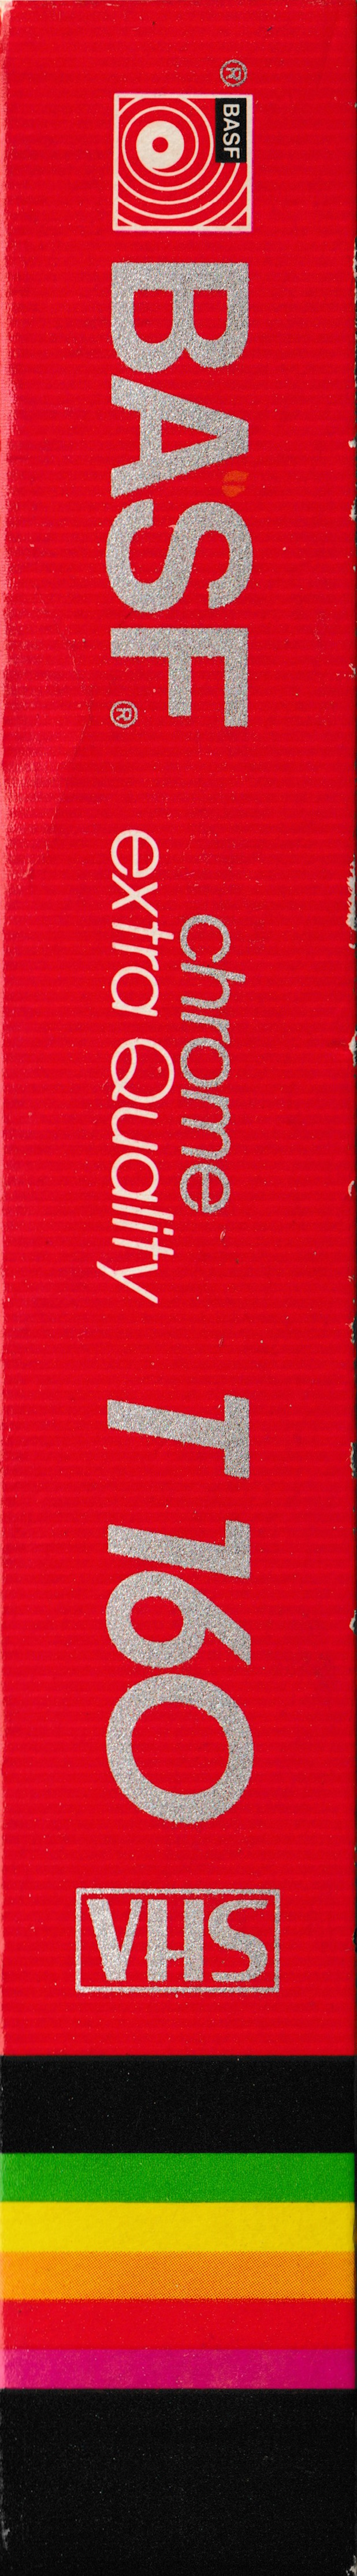 ®
BASF
BASF®
chrome
extra Quality
T 160
VHS